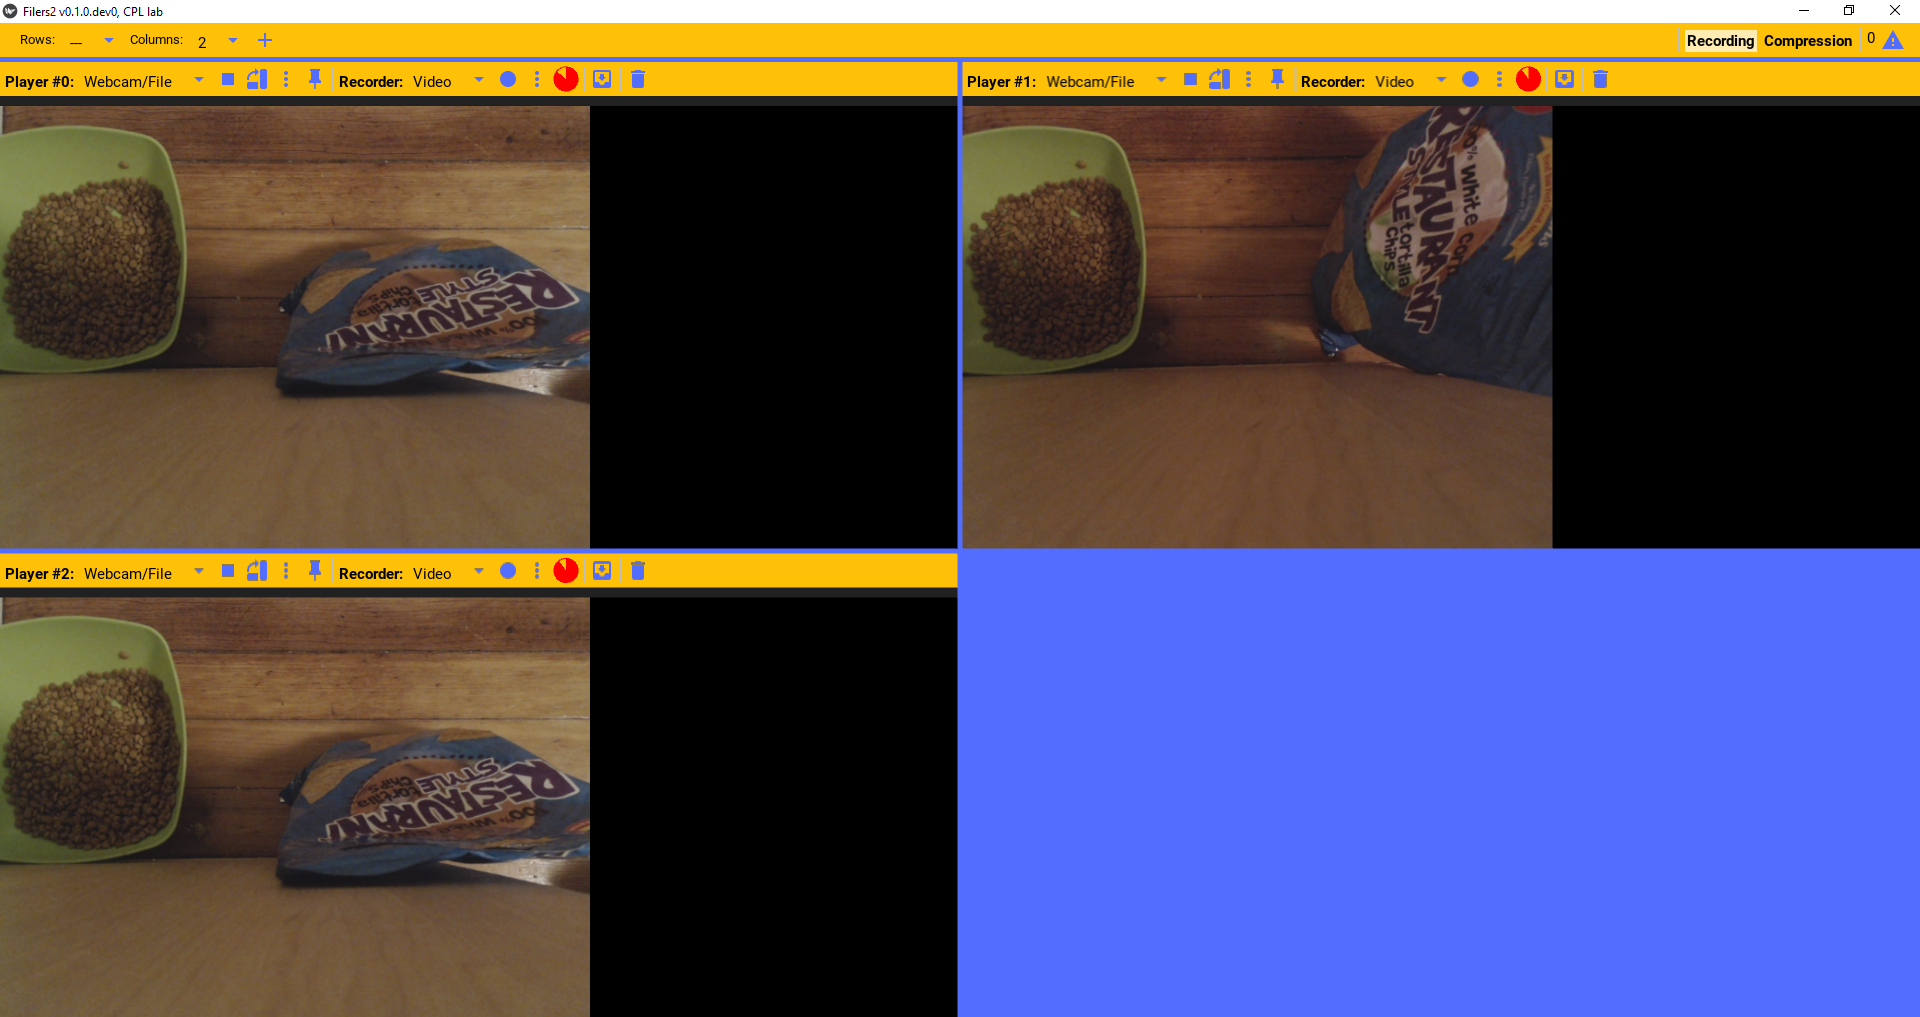 Filers2 v0.1.0.dev0, CPL lab
Rows: --- Columns: 2
Recording Compression 0
Player #0: Webcam/File Recorder: Video
Player #1: Webcam/File Recorder: Video
RESTAURANT
STYLE tortilla
Chips
RESTAURANT
STYLE tortilla
Chips
0% White Corn
Player #2: Webcam/File Recorder: Video
RESTAURANT
STYLE
tortilla
Chips